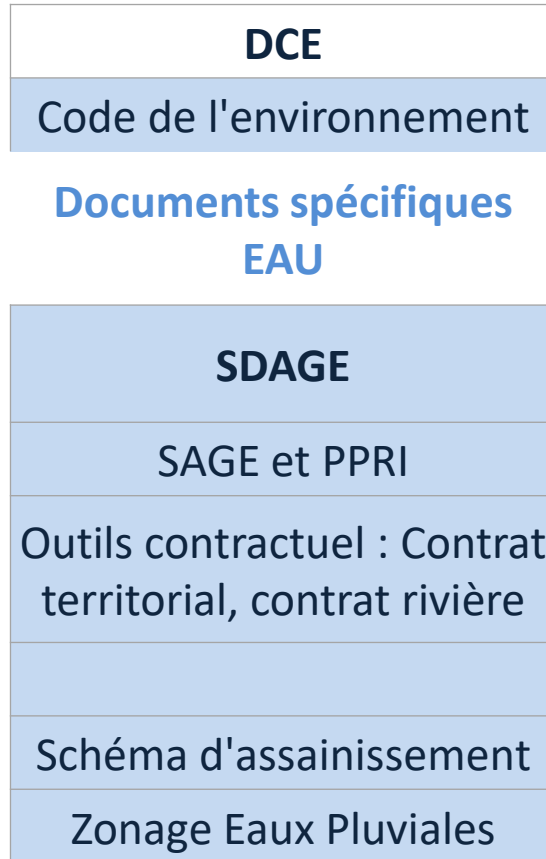 DCE
Code de l'environnement
Documents spécifiques
EAU
SDAGE
SAGE et PPRI
Outils contractuel : Contrat
territorial, contrat rivière
Schéma d'assainissement
Zonage Eaux Pluviales